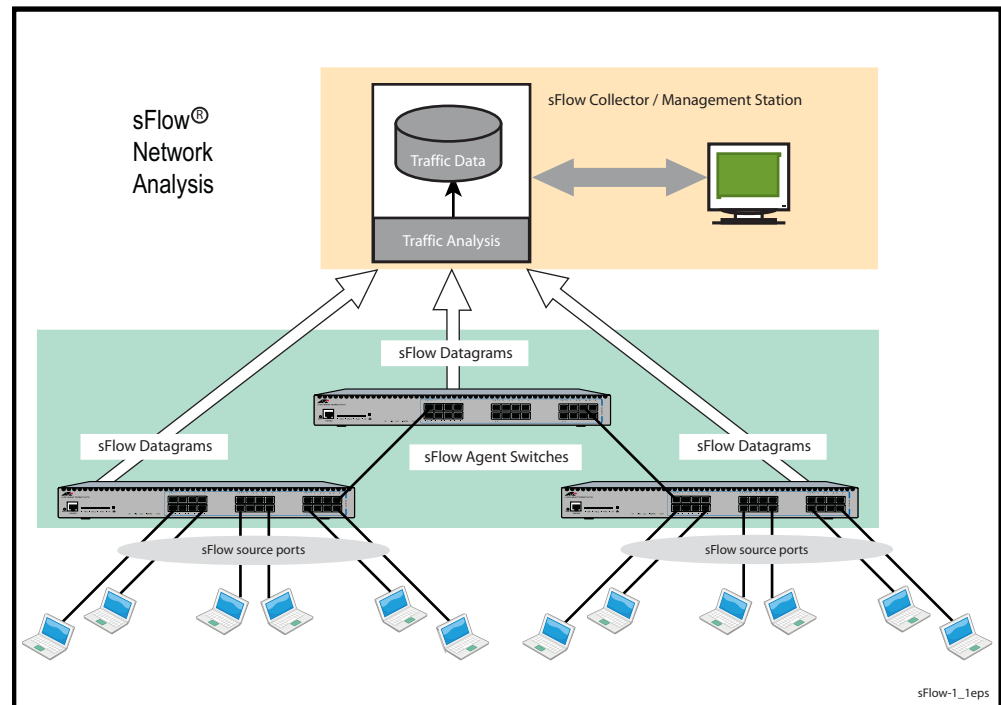 sFlow®
Network
Analysis
sFlow Collector / Management Station
Traffic Data
Traffic Analysis
sFlow Datagrams
sFlow Datagrams
sFlow Agent Switches
sFlow Datagrams
sFlow source ports
sFlow source ports
sFlow-1_1eps